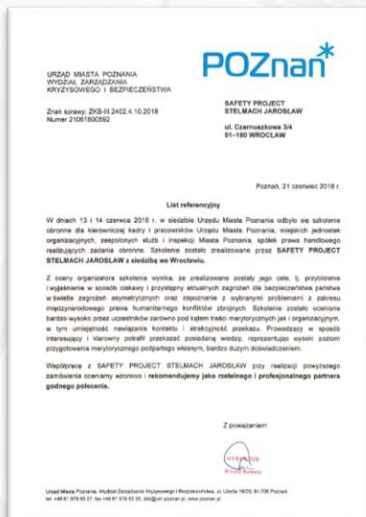 POZnań*
URZĄD MIASTA POZNANIA
WYDZIAŁ ZARZĄDZANIA
KRYZYSOWEGO I BEZPIECZEŃSTWA
Znak sprawy: ZKB-III.2402.4.10.2018
Numer 21061800592
SAFETY PROJECT
STELMACH JAROSŁAW
ul. Czarnuszkowa 3/4
51-180 WROCŁAW
Poznań, 21 czerwiec 2018 r.
List referencyjny
W dniach 13 i 14 czerwca 2018 r. w siedzibie Urzędu Miasta Poznania odbyło się szkolenie
obronne dla kierowniczej kadry i pracowników Urzędu Miasta Poznania, miejskich jednostek
organizacyjnych, zespolonych służb i inspekcji Miasta Poznania, spółek prawa handlowego
realizujących zadania obronne. Szkolenie zostało zrealizowane przez SAFETY PROJECT
STELMACH JAROSŁAW z siedzibą we Wrocławiu.
Z oceny organizatora szkolenia wynika, że zrealizowane zostały jego cele, tj. przybliżenie
i wyjaśnienie w sposób ciekawy i przystępny aktualnych zagrożeń dla bezpieczeństwa państwa
w świetle zagrożeń asymetrycznych oraz zapoznanie z wybranymi problemami z zakresu
międzynarodowego prawa humanitarnego konfliktów zbrojnych. Szkolenie zostało ocenione
bardzo wysoko przez uczestników zarówno pod kątem treści merytorycznych jak i organizacyjnym,
w tym umiejętność nawiązania kontaktu i atrakcyjność przekazu. Prowadzący w sposób
interesujący i klarowny potrafił przekazać posiadaną wiedzę, reprezentując wysoki poziom
przygotowania merytorycznego podpartego własnym, bardzo dużym doświadczeniem.
Współpracę z SAFETY PROJECT STELMACH JAROSŁAW przy realizacji powyższego
zamówienia oceniamy wzorowo i rekomendujemy jako rzetelnego i profesjonalnego partnera
godnego polecenia.
Z poważaniem
DYREKTOR
Urząd Miasta Poznania, Wydział Zarządzania Kryzysowego i Bezpieczeństwa, ul. Libelta 16/20, 61-706 Poznań